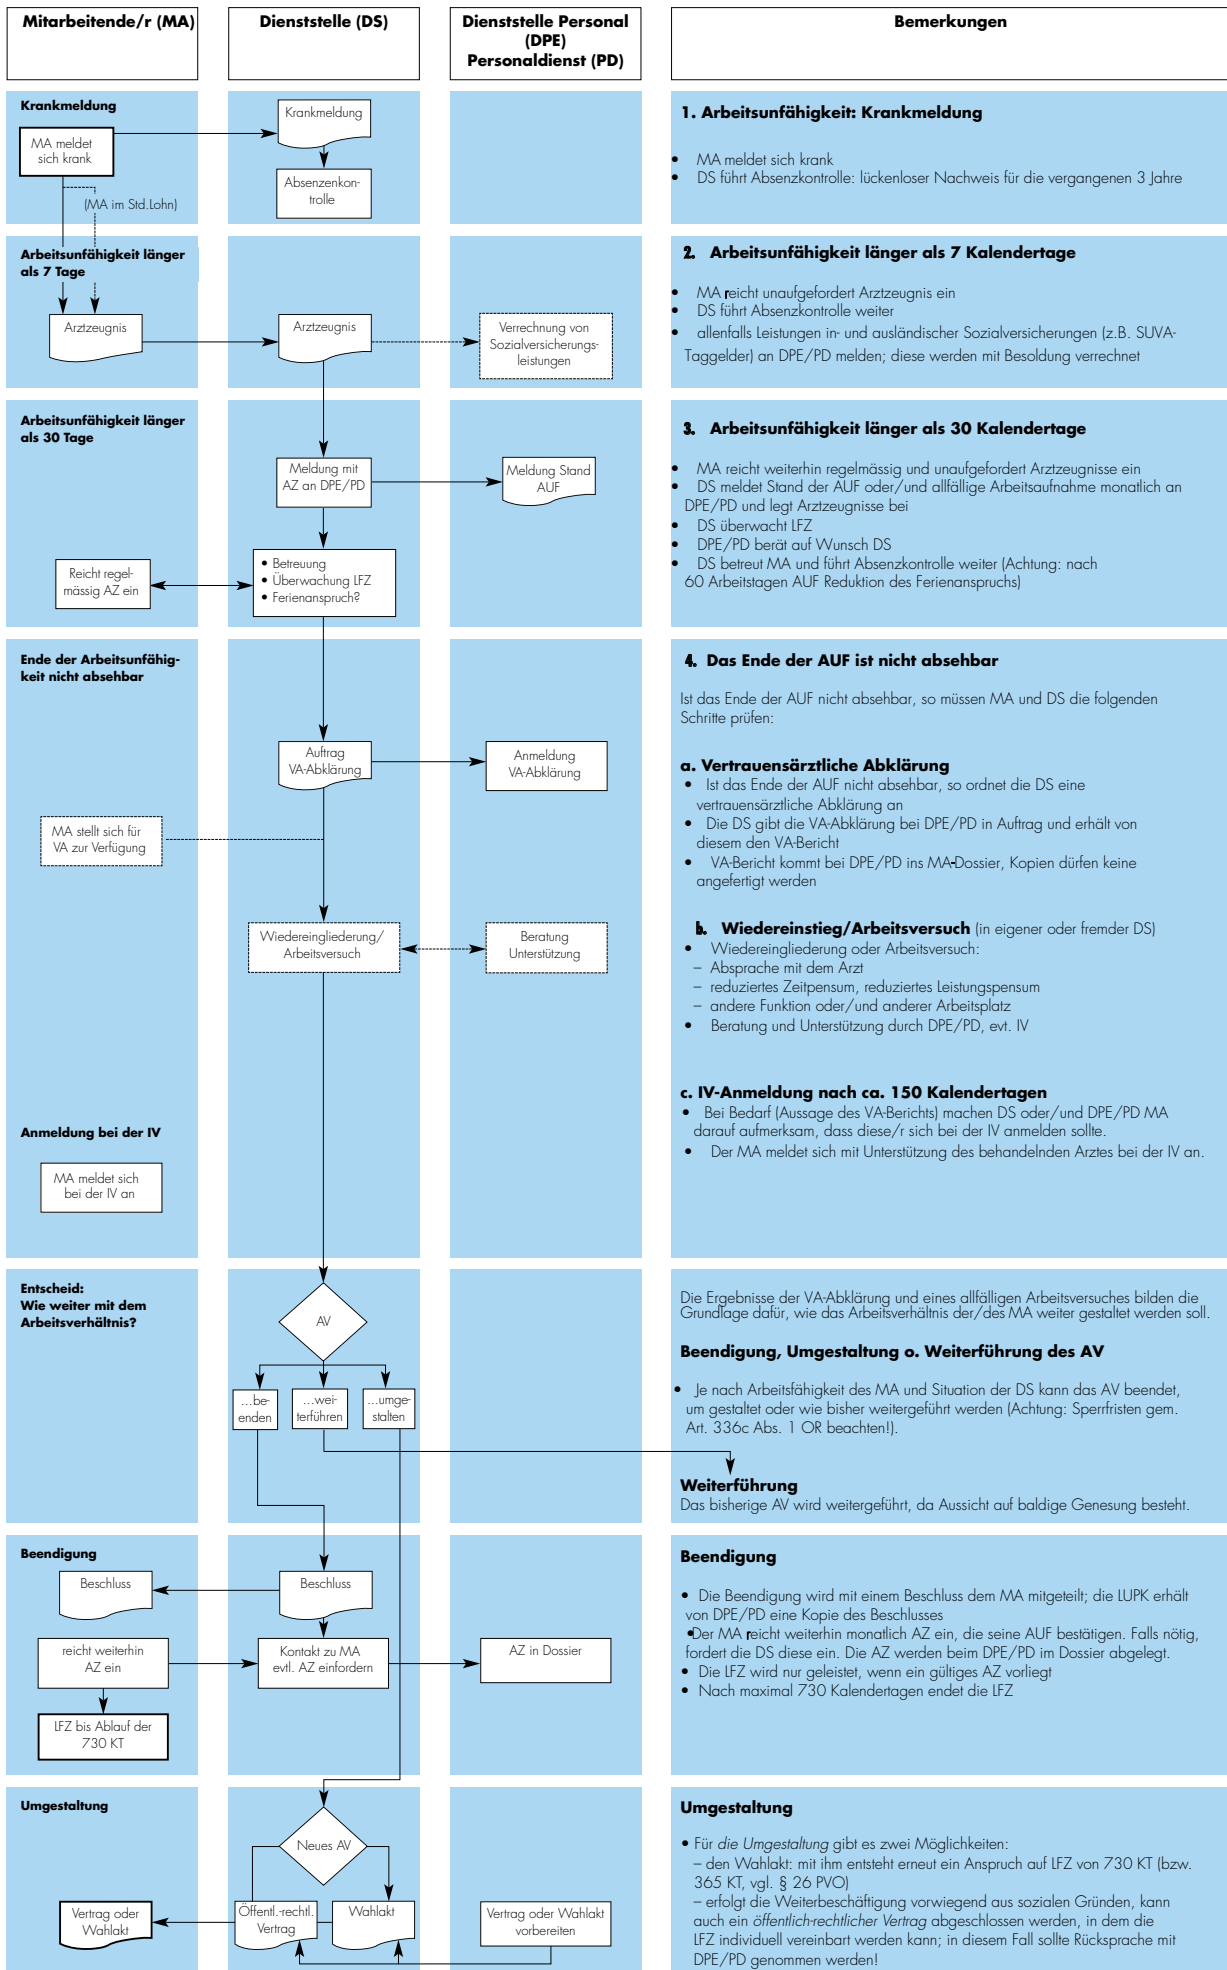 Mitarbeitende/r (MA)
Dienststelle (DS)
Dienststelle Personal
(DPE)
Personaldienst (PD)
Bemerkungen
Krankmeldung
MA meldet
sich krank
(MA im Std.Lohn)
Krankmeldung
Absenzenkon-
trolle
1. Arbeitsunfähigkeit: Krankmeldung
• MA meldet sich krank
• DS führt Absenzkontrolle: lückenloser Nachweis für die vergangenen 3 Jahre
Arbeitsunfähigkeit länger
als 7 Tage
Arztzeugnis
Arztzeugnis
Verrechnung von
Sozialversicherungs-
leistungen
2. Arbeitsunfähigkeit länger als 7 Kalendertage
• MA reicht unaufgefordert Arztzeugnis ein
• DS führt Absenzkontrolle weiter
• allenfalls Leistungen in- und ausländischer Sozialversicherungen (z.B. SUVA-
Taggelder) an DPE/PD melden; diese werden mit Besoldung verrechnet
Arbeitsunfähigkeit länger
als 30 Tage
Meldung mit
AZ an DPE/PD
Meldung Stand
AUF
Reicht regel-
mässig AZ ein
• Betreuung
• Überwachung LFZ
• Ferienanspruch?
3. Arbeitsunfähigkeit länger als 30 Kalendertage
• MA reicht weiterhin regelmässig und unaufgefordert Arztzeugnisse ein
• DS meldet Stand der AUF oder/und allfällige Arbeitsaufnahme monatlich an
DPE/PD und legt Arztzeugnisse bei
• DS überwacht LFZ
• DPE/PD berät auf Wunsch DS
• DS betreut MA und führt Absenzkontrolle weiter (Achtung: nach
60 Arbeitstagen AUF Reduktion des Ferienanspruchs)
Ende der Arbeitsunfähig-
keit nicht absehbar
Auftrag
VA-Abklärung
Anmeldung
VA-Abklärung
MA stellt sich für
VA zur Verfügung
Wiedereingliederung/
Arbeitsversuch
Beratung
Unterstützung
Anmeldung bei der IV
MA meldet sich
bei der IV an
4. Das Ende der AUF ist nicht absehbar
Ist das Ende der AUF nicht absehbar, so müssen MA und DS die folgenden
Schritte prüfen:
a. Vertrauensärztliche Abklärung
• Ist das Ende der AUF nicht absehbar, so ordnet die DS eine
vertrauensärztliche Abklärung an
• Die DS gibt die VA-Abklärung bei DPE/PD in Auftrag und erhält von
diesem den VA-Bericht
• VA-Bericht kommt bei DPE/PD ins MA-Dossier, Kopien dürfen keine
angefertigt werden
b. Wiedereinstieg/Arbeitsversuch (in eigener oder fremder DS)
• Wiedereingliederung oder Arbeitsversuch:
– Absprache mit dem Arzt
– reduziertes Zeitpensum, reduziertes Leistungspensum
– andere Funktion oder/und anderer Arbeitsplatz
• Beratung und Unterstützung durch DPE/PD, evt. IV
c. IV-Anmeldung nach ca. 150 Kalendertagen
• Bei Bedarf (Aussage des VA-Berichts) machen DS oder/und DPE/PD MA
darauf aufmerksam, dass diese/r sich bei der IV anmelden sollte.
• Der MA meldet sich mit Unterstützung des behandelnden Arztes bei der IV an.
Entscheid:
Wie weiter mit dem
Arbeitsverhältnis?
AV
...be-
enden
...wei-
terführen
...umge-
stalten
Die Ergebnisse der VA-Abklärung und eines allfälligen Arbeitsversuches bilden die
Grundlage dafür, wie das Arbeitsverhältnis der/des MA weiter gestaltet werden soll.
Beendigung, Umgestaltung o. Weiterführung des AV
• Je nach Arbeitsfähigkeit des MA und Situation der DS kann das AV beendet,
um gestaltet oder wie bisher weitergeführt werden (Achtung: Sperrfristen gem.
Art. 336c Abs. 1 OR beachten!).
Weiterführung
Das bisherige AV wird weitergeführt, da Aussicht auf baldige Genesung besteht.
Beendigung
Beschluss
Beschluss
reicht weiterhin
AZ ein
Kontakt zu MA
evtl. AZ einfordern
AZ in Dossier
LFZ bis Ablauf der
730 KT
Beendigung
• Die Beendigung wird mit einem Beschluss dem MA mitgeteilt; die LUPK erhält
von DPE/PD eine Kopie des Beschlusses
•Der MA reicht weiterhin monatlich AZ ein, die seine AUF bestätigen. Falls nötig,
fordert die DS diese ein. Die AZ werden beim DPE/PD im Dossier abgelegt.
• Die LFZ wird nur geleistet, wenn ein gültiges AZ vorliegt
• Nach maximal 730 Kalendertagen endet die LFZ
Umgestaltung
Neues AV
Vertrag oder
Wahlakt
Öffentl.-rechtl.
Vertrag
Wahlakt
Vertrag oder Wahlakt
vorbereiten
Umgestaltung
• Für die Umgestaltung gibt es zwei Möglichkeiten:
– den Wahlakt: mit ihm entsteht erneut ein Anspruch auf LFZ von 730 KT (bzw.
365 KT, vgl. § 26 PVO)
– erfolgt die Weiterbeschäftigung vorwiegend aus sozialen Gründen, kann
auch ein öffentlich-rechtlicher Vertrag abgeschlossen werden, in dem die
LFZ individuell vereinbart werden kann; in diesem Fall sollte Rücksprache mit
DPE/PD genommen werden!